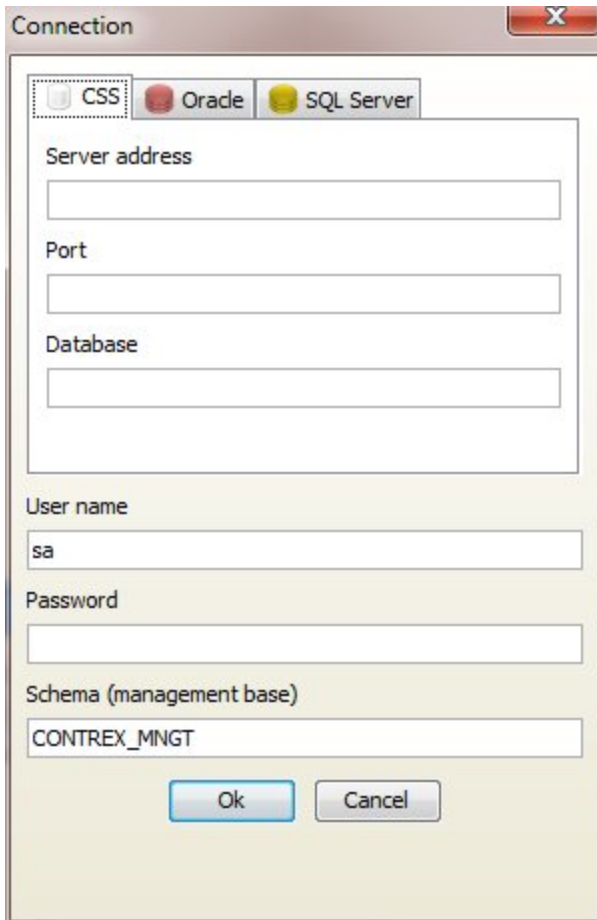 Connection
CSS Oracle SQL Server
Server address
Port
Database
User name
sa
Password
Schema (management base)
CONTREX_MNGT
Ok Cancel